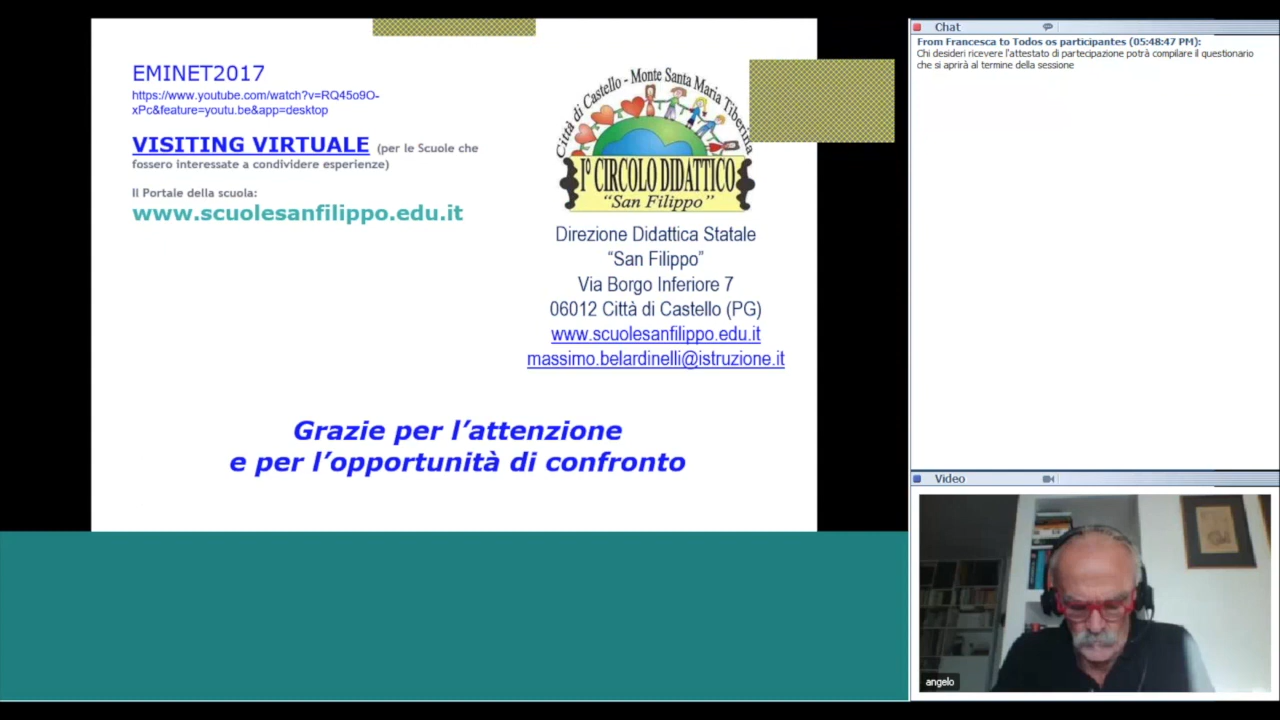 EMINET2017
https://www.youtube.com/watch?v=RQ45o9O-
xPc&feature=youtu.be&app=desktop
VISITING VIRTUALE (per le Scuole che
fossero interessate a condividere esperienze)
Il Portale della scuola:
www.scuolesanfilippo.edu.it
Città di Castello - Monte Santa Maria Tiberina
1° CIRCOLO DIDATTICO
“San Filippo”
Direzione Didattica Statale
“San Filippo”
Via Borgo Inferiore 7
06012 Città di Castello (PG)
www.scuolesanfilippo.edu.it
massimo.belardinelli@istruzione.it
Grazie per l’attenzione
e per l’opportunità di confronto
Chat
From Francesca to Todos os participantes (05:48:47 PM):
Chi desideri ricevere l'attestato di partecipazione potrà compilare il questionario
che si aprirà al termine della sessione
Video
angelo